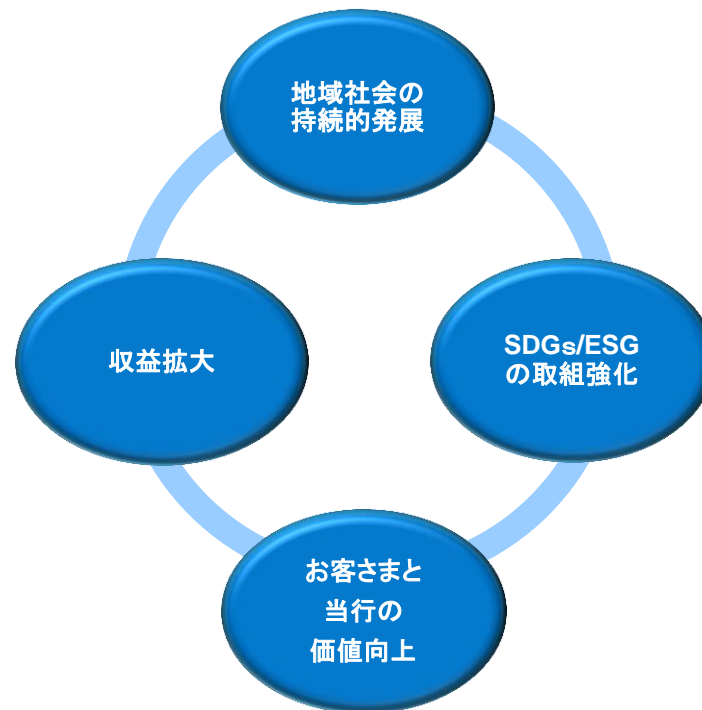 地域社会の
持続的発展
収益拡大
SDGs/ESG
の取組強化
お客さまと
当行の
価値向上